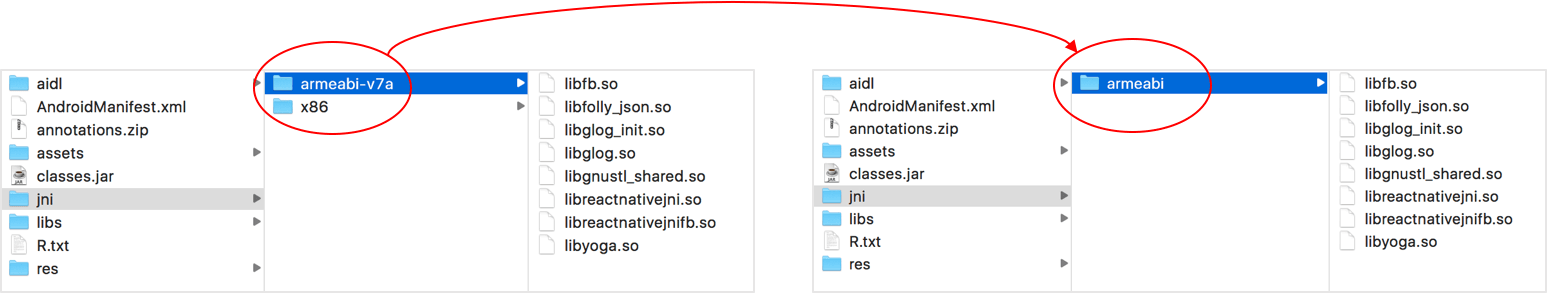 aidl
AndroidManifest.xml
annotations.zip
assets
classes.jar
jni
libs
R.txt
res
armeabi-v7a
x86
libfb.so
libfolly_json.so
libglog_init.so
libglog.so
libgnustl_shared.so
libreactnativejni.so
libreactnativejnifb.so
libyoga.so
aidl
AndroidManifest.xml
annotations.zip
assets
classes.jar
jni
libs
R.txt
res
armeabi
libfb.so
libfolly_json.so
libglog_init.so
libglog.so
libgnustl_shared.so
libreactnativejni.so
libreactnativejnifb.so
libyoga.so